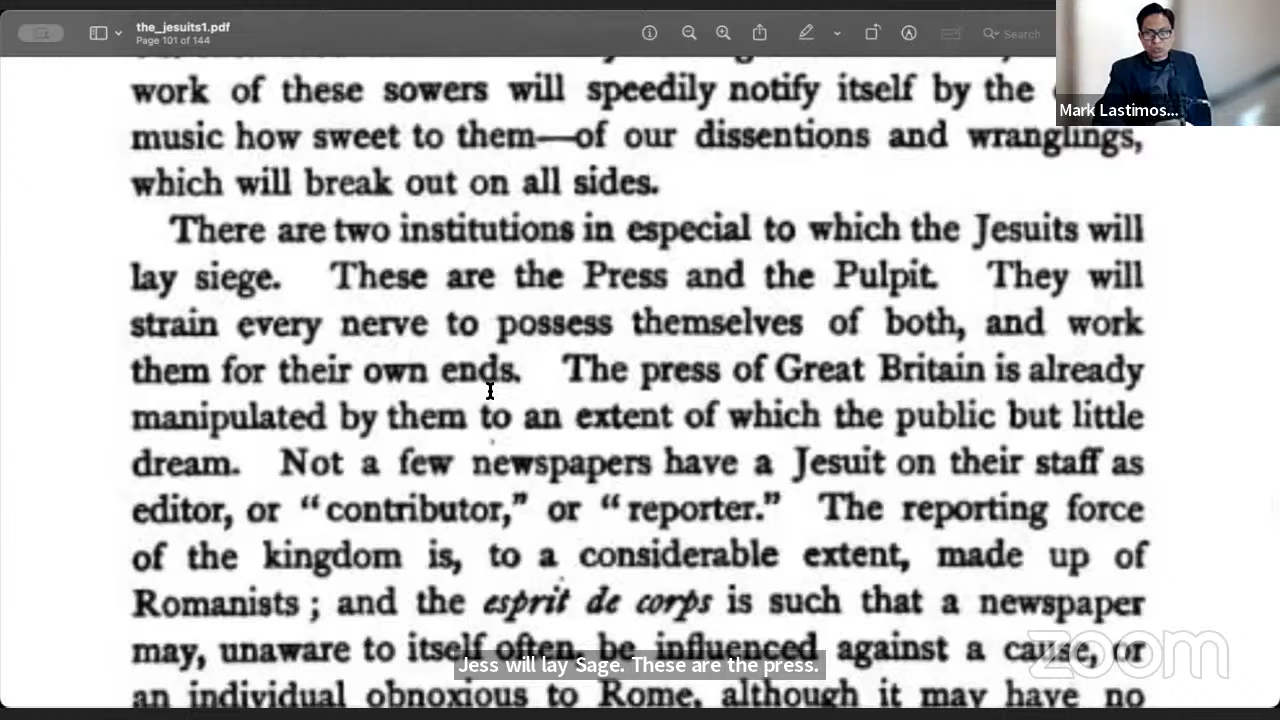 the_jesuits1.pdf
Page 101 of 144
Search
Mark Lastimos...
work of these sowers will speedily notify itself by the
music how sweet to them—of our dissentions and wranglings,
which will break out on all sides.
There are two institutions in especial to which the Jesuits will
lay siege. These are the Press and the Pulpit. They will
strain every nerve to possess themselves of both, and work
them for their own ends. The press of Great Britain is already
manipulated by them to an extent of which the public but little
dream. Not a few newspapers have a Jesuit on their staff as
editor, or "contributor," or "reporter." The reporting force
of the kingdom is, to a considerable extent, made up of
Romanists ; and the esprit de corps is such that a newspaper
may, unaware to itself often, be influenced against a cause, or
Jess will lay Sage. These are the press.
zoom
an individual obnoxious to Rome, although it may have no